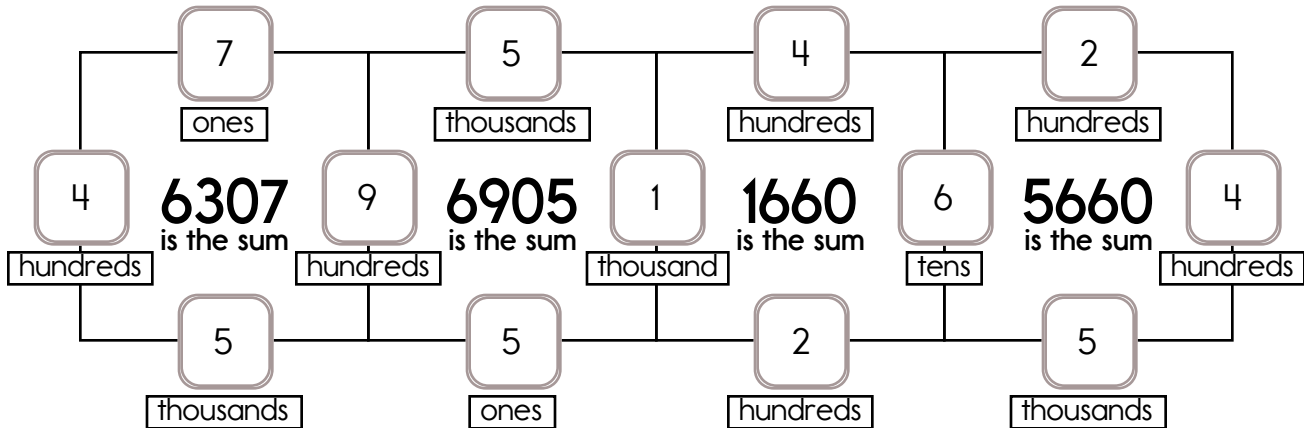 7 5 4 2
ones thousands hundreds hundreds
4 6307 9 6905 1 1660 6 5660 4
is the sum is the sum is the sum is the sum
hundreds hundreds thousand tens hundreds
5 5 2 5
thousands ones hundreds thousands